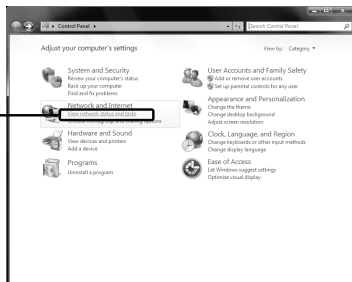 Control Panel
Search Control Panel
Adjust your computer's settings
View by: Category
System and Security
Review your computer's status
Back up your computer
Find and fix problems
Network and Internet
View network status and tasks
Choose homegroup and sharing options
Hardware and Sound
View devices and printers
Add a device
Programs
Uninstall a program
User Accounts and Family Safety
Add or remove user accounts
Set up parental controls for any user
Appearance and Personalization
Change the theme
Change desktop background
Adjust screen resolution
Clock, Language, and Region
Change keyboards or other input methods
Change display language
Ease of Access
Let Windows suggest settings
Optimize visual display